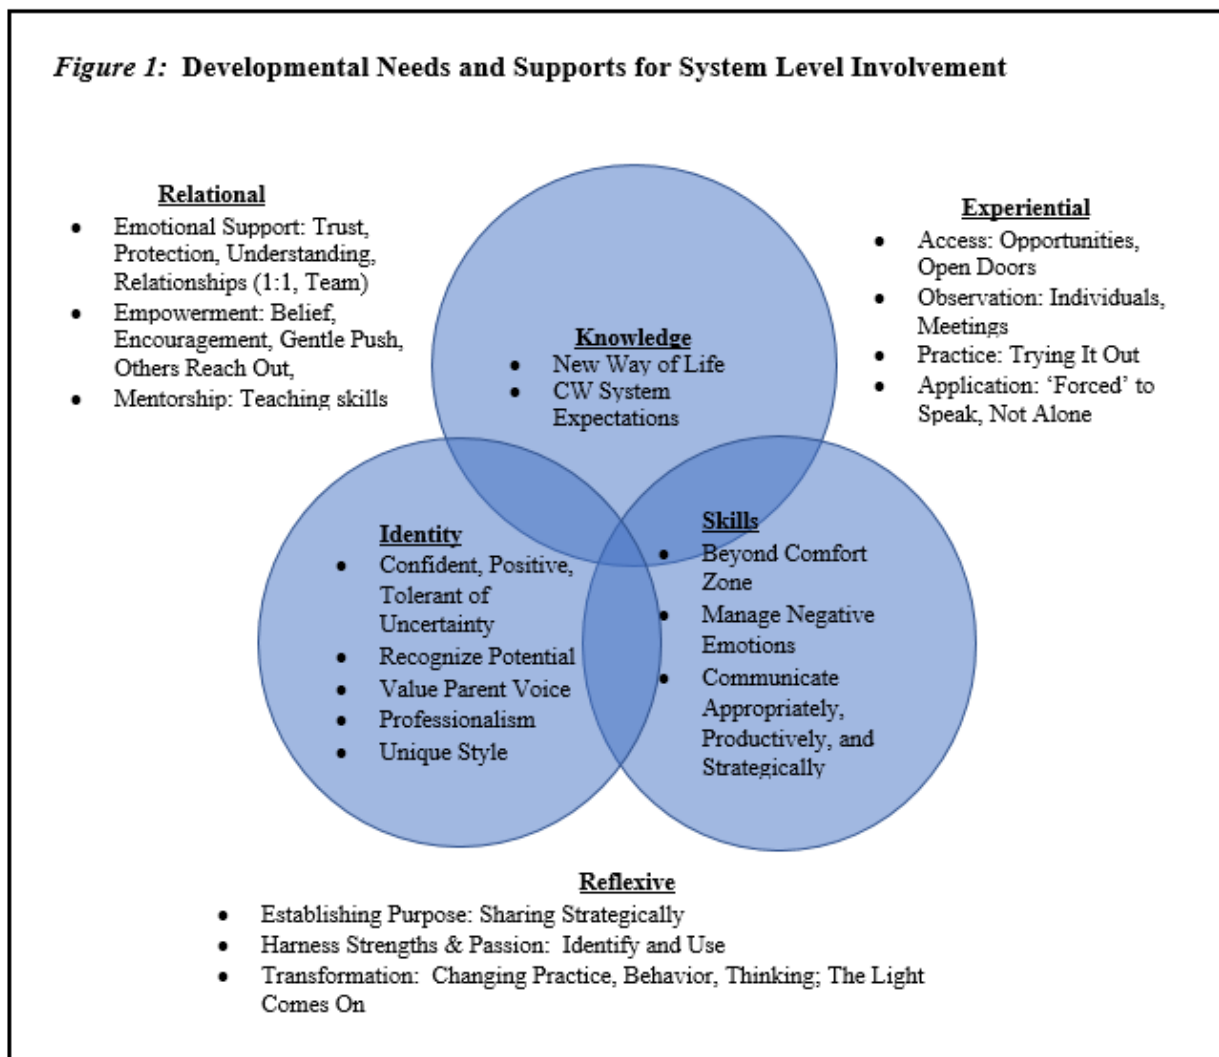 Figure 1: Developmental Needs and Supports for System Level Involvement
Relational
• Emotional Support: Trust,
Protection, Understanding,
Relationships (1:1, Team)
• Empowerment: Belief,
Encouragement, Gentle Push,
Others Reach Out,
• Mentorship: Teaching skills
Experiential
• Access: Opportunities,
Open Doors
• Observation: Individuals,
Meetings
• Practice: Trying It Out
• Application: ‘Forced’ to
Speak, Not Alone
Knowledge
• New Way of Life
• CW System
Expectations
Identity
• Confident, Positive,
Tolerant of
Uncertainty
• Recognize Potential
• Value Parent Voice
• Professionalism
• Unique Style
Skills
• Beyond Comfort
Zone
• Manage Negative
Emotions
• Communicate
Appropriately,
Productively, and
Strategically
Reflexive
• Establishing Purpose: Sharing Strategically
• Harness Strengths & Passion: Identify and Use
• Transformation: Changing Practice, Behavior, Thinking; The Light
Comes On